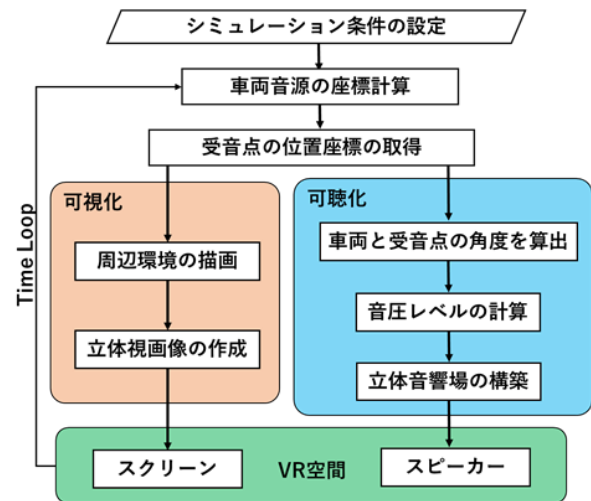 シミュレーション条件の設定
車両音源の座標計算
受音点の位置座標の取得
可視化
周辺環境の描画
立体視画像の作成
可聴化
車両と受音点の角度を算出
音圧レベルの計算
立体音響場の構築
Time Loop
スクリーン
VR空間
スピーカー